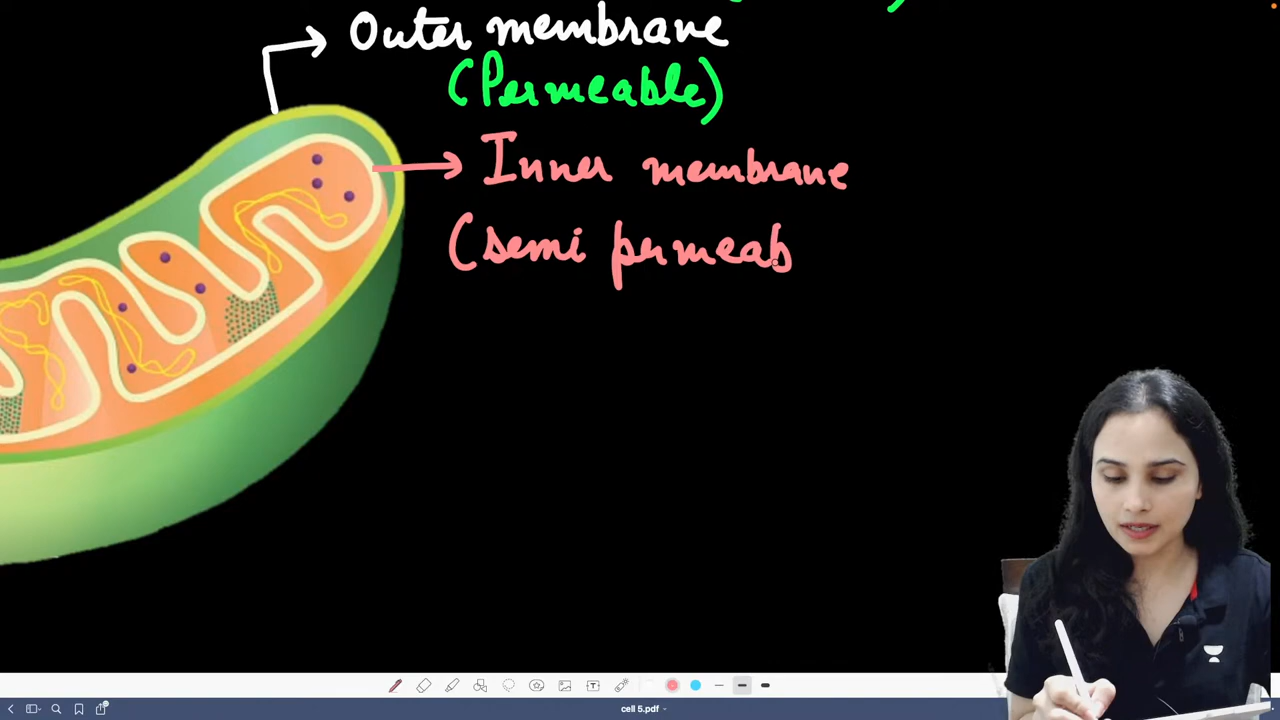 Outer membrane
(Permeable)
Inner membrane
(semi permeab
cell 5.pdf